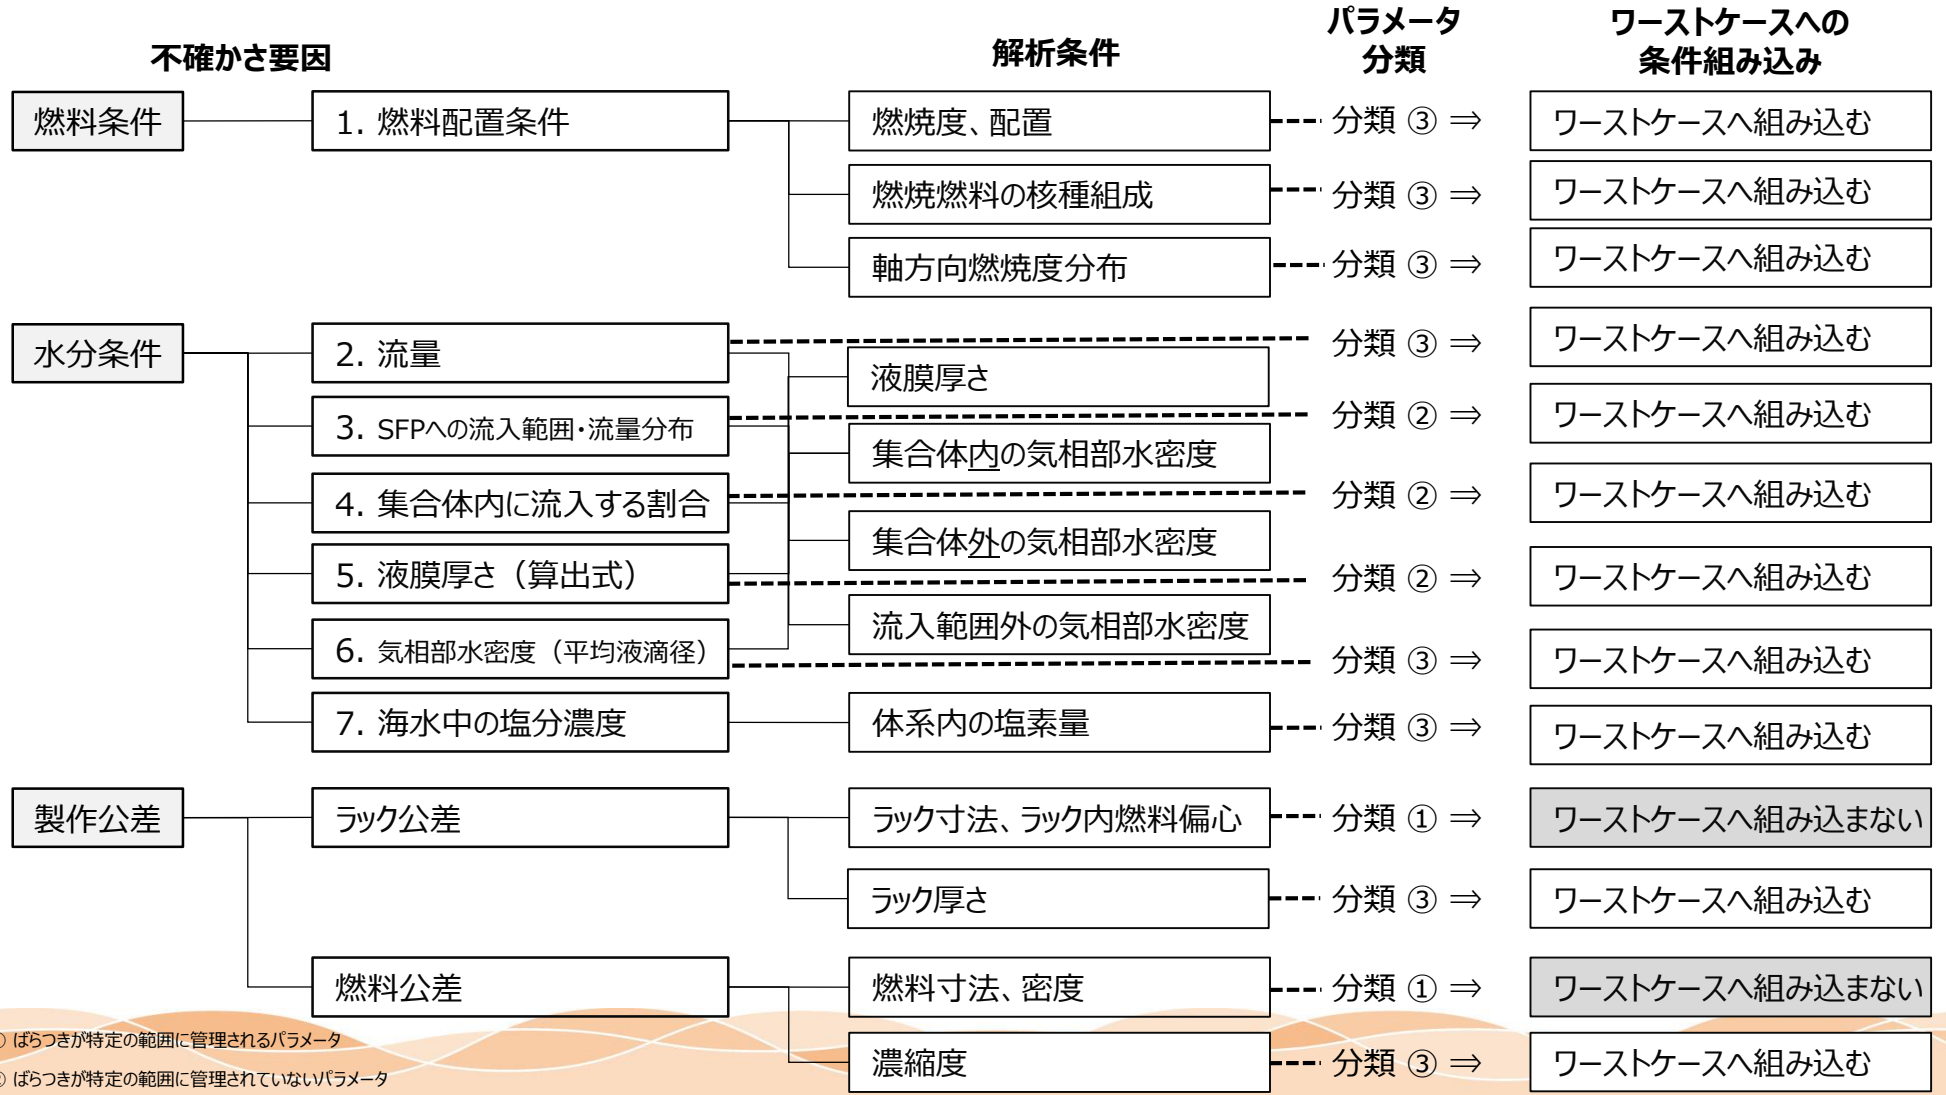 不確かさ要因
解析条件
パラメータ
分類
ワーストケースへの
条件組み込み
燃料条件
1. 燃料配置条件
燃焼度、配置
分類 ③ ⇒
ワーストケースへ組み込む
燃焼燃料の核種組成
分類 ③ ⇒
ワーストケースへ組み込む
軸方向燃焼度分布
分類 ③ ⇒
ワーストケースへ組み込む
水分条件
2. 流量
分類 ③ ⇒
ワーストケースへ組み込む
液膜厚さ
3. SFPへの流入範囲・流量分布
分類 ② ⇒
ワーストケースへ組み込む
集合体内の気相部水密度
4. 集合体内に流入する割合
分類 ② ⇒
ワーストケースへ組み込む
集合体外の気相部水密度
5. 液膜厚さ（算出式）
分類 ② ⇒
ワーストケースへ組み込む
流入範囲外の気相部水密度
6. 気相部水密度（平均液滴径）
分類 ③ ⇒
ワーストケースへ組み込む
7. 海水中の塩分濃度
体系内の塩素量
分類 ③ ⇒
ワーストケースへ組み込む
製作公差
ラック公差
ラック寸法、ラック内燃料偏心
分類 ① ⇒
ワーストケースへ組み込まない
ラック厚さ
分類 ③ ⇒
ワーストケースへ組み込む
燃料公差
燃料寸法、密度
分類 ① ⇒
ワーストケースへ組み込まない
濃縮度
分類 ③ ⇒
ワーストケースへ組み込む
ばらつきが特定の範囲に管理されるパラメータ
ばらつきが特定の範囲に管理されていないパラメータ